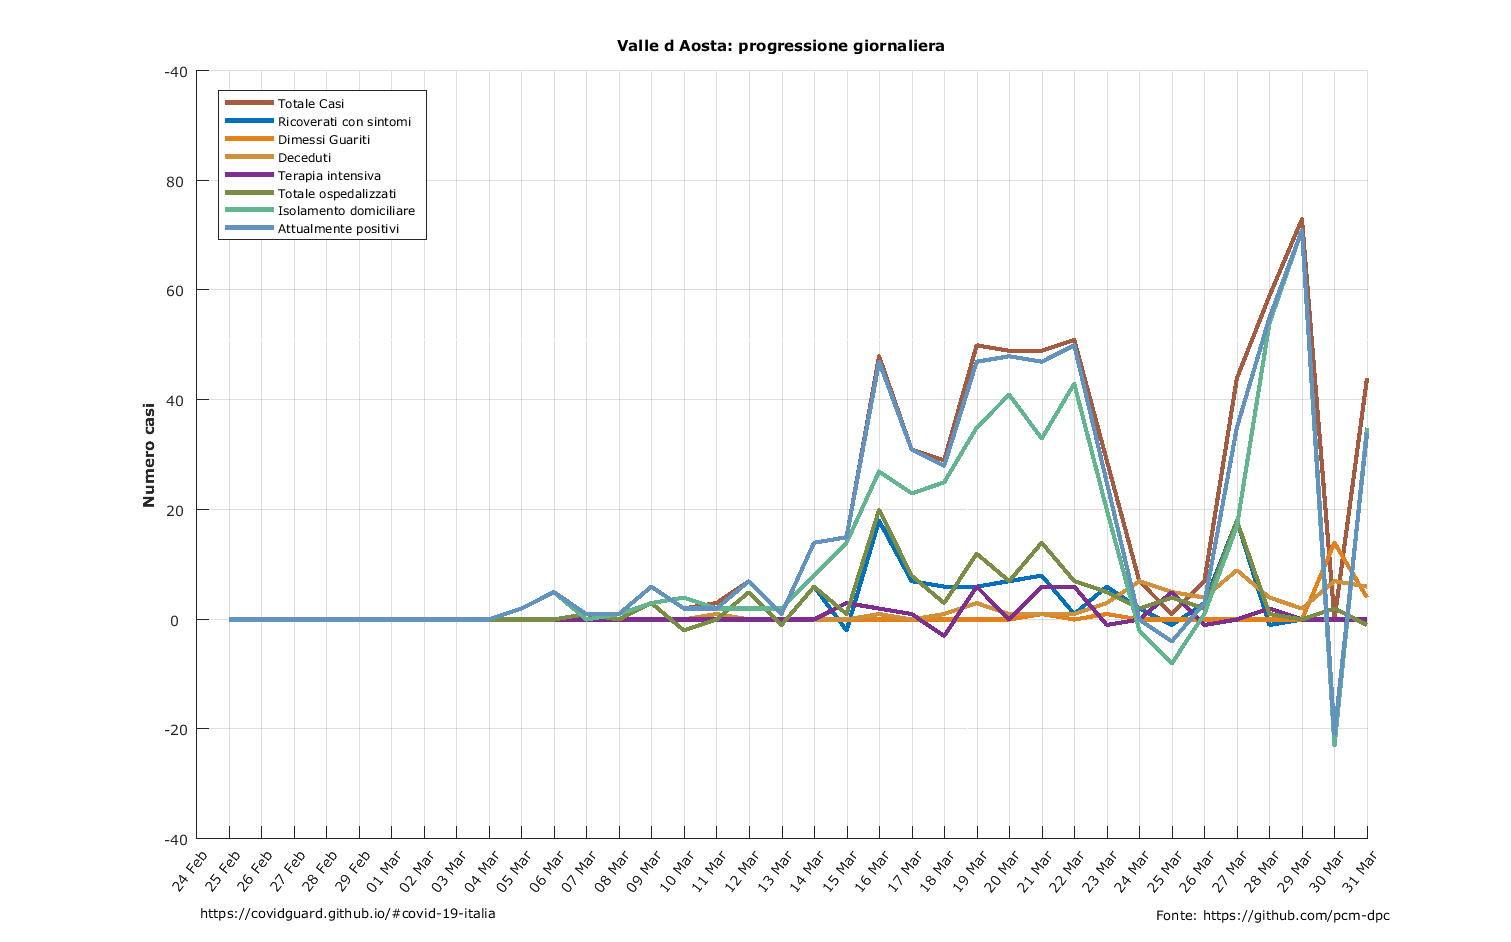 Valle d Aosta: progressione giornaliera
-40
80
60
40
20
0
-20
-40
Numero casi
Totale Casi
Ricoverati con sintomi
Dimessi Guariti
Deceduti
Terapia intensiva
Totale ospedalizzati
Isolamento domiciliare
Attualmente positivi
24 Feb
25 Feb
26 Feb
27 Feb
28 Feb
29 Feb
01 Mar
02 Mar
03 Mar
04 Mar
05 Mar
06 Mar
07 Mar
08 Mar
09 Mar
10 Mar
11 Mar
12 Mar
13 Mar
14 Mar
15 Mar
16 Mar
17 Mar
18 Mar
19 Mar
20 Mar
21 Mar
22 Mar
23 Mar
24 Mar
25 Mar
26 Mar
27 Mar
28 Mar
29 Mar
30 Mar
31 Mar
https://covidguard.github.io/#covid-19-italia
Fonte: https://github.com/pcm-dpc